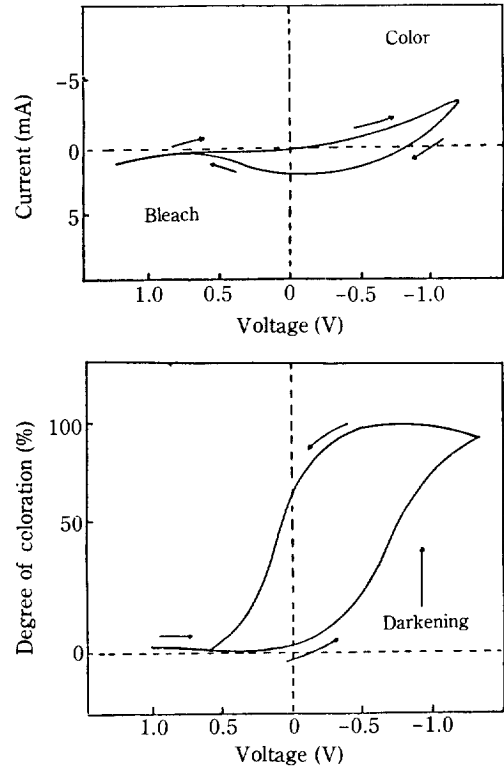 Color
-5
0
5
Current (mA)
Bleach
1.0 0.5 0 -0.5 -1.0
Voltage (V)
100
50
0
Degree of coloration (%)
Darkening
1.0 0.5 0 -0.5 -1.0
Voltage (V)